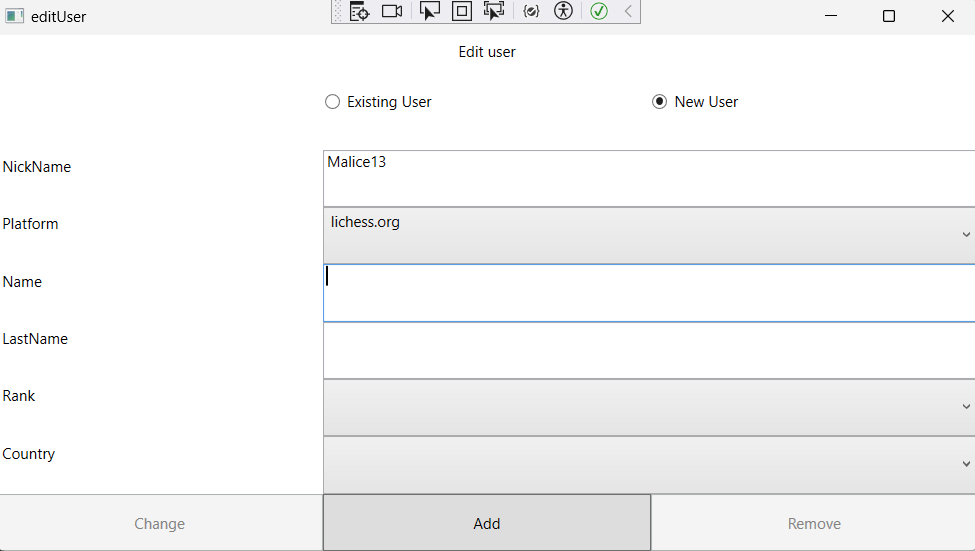 editUser
Edit user
Existing User
New User
NickName
Malice13
Platform
lichess.org
Name
LastName
Rank
Country
Change
Add
Remove